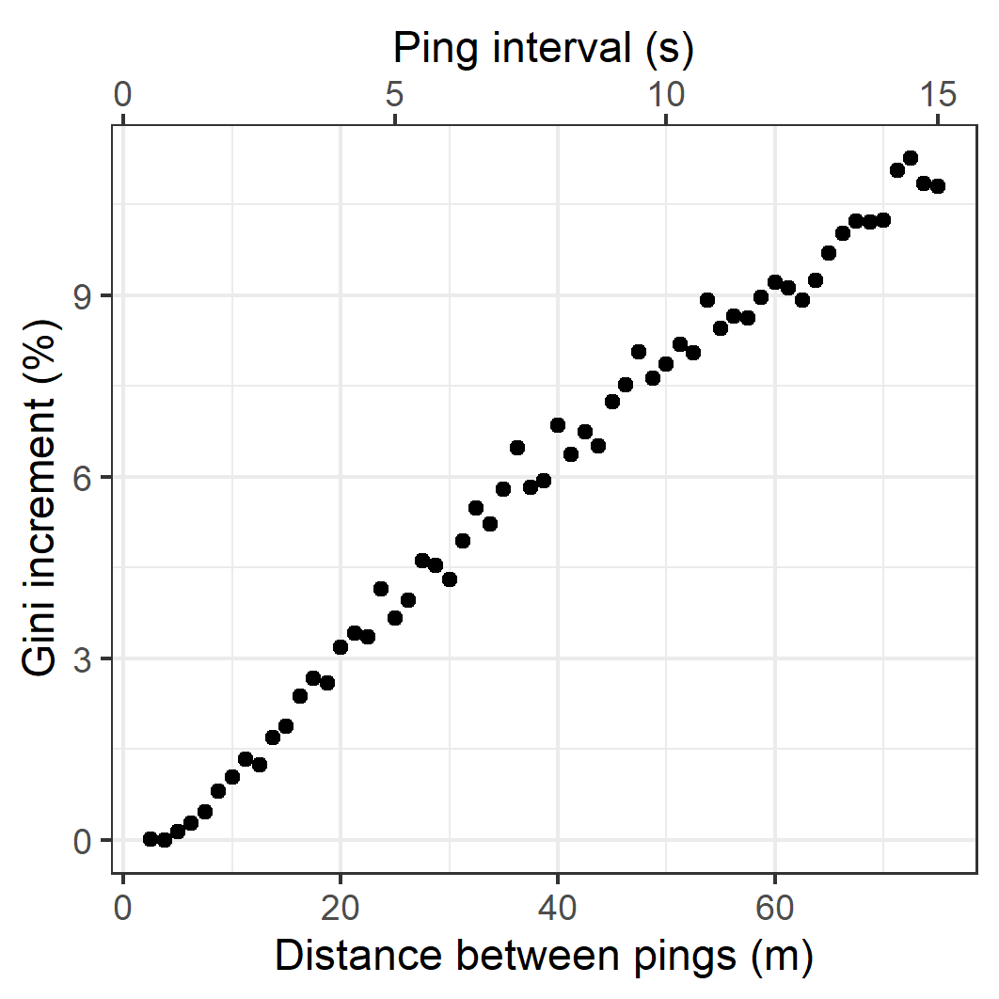 Ping interval (s)
0 5 10 15
Gini increment (%)
9
6
3
0
0 20 40 60
Distance between pings (m)